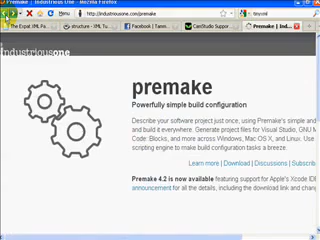 Premake | Industrious One - Mozilla Firefox
http://industriousone.com/premake
tinyxml
The Expat XML Pa
structure - XML Tu
Facebook | Tamm
CanStudio Suppor
Premake | Ind
industriousone
premake
Powerfully simple build configuration
Describe your software project just once, using Premake's simple and
and build it everywhere. Generate project files for Visual Studio, GNU M
Code::Blocks, and more across Windows, Mac OS X, and Linux. Use
scripting engine to make build configuration tasks a breeze.
Learn more | Download | Discussions | Subscribe
Premake 4.2 is now available featuring support for Apple's Xcode IDE
announcement for all the details, including the download link and chan